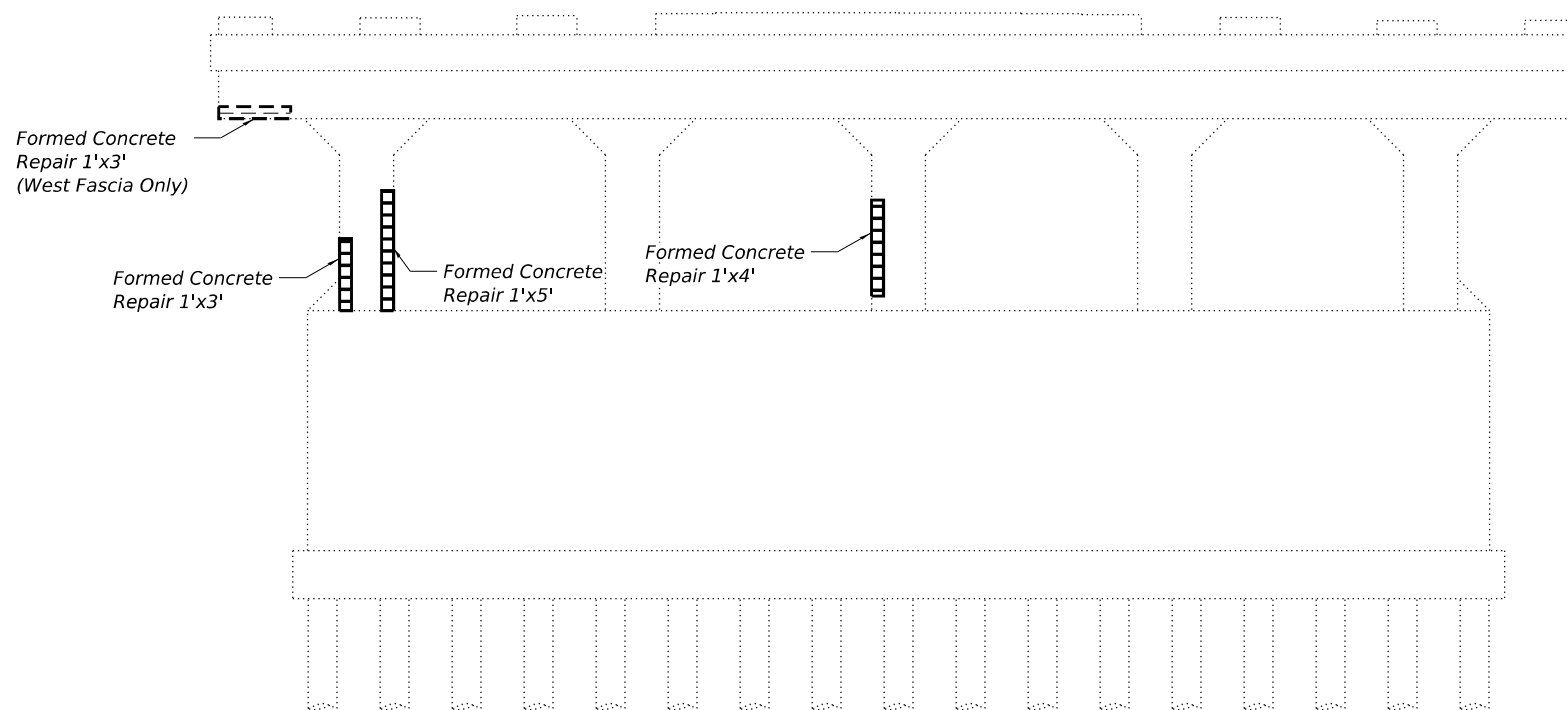 Formed Concrete
Repair 1'x3'
(West Fascia Only)
Formed Concrete
Repair 1'x3'
Formed Concrete
Repair 1'x5'
Formed Concrete
Repair 1'x4'